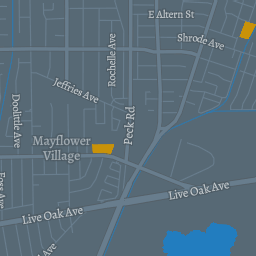 E Altern St
Shrode Ave
Rochelle Ave
Jeffries Ave
Doolittle Ave
Peck Rd
Mayflower
Village
Live Oak Ave
Live Oak Ave